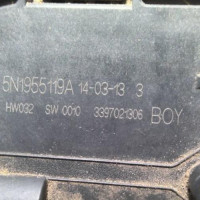 5N1955119A 14-03-13 3
HW032 SW 0010 3397021306 BOY